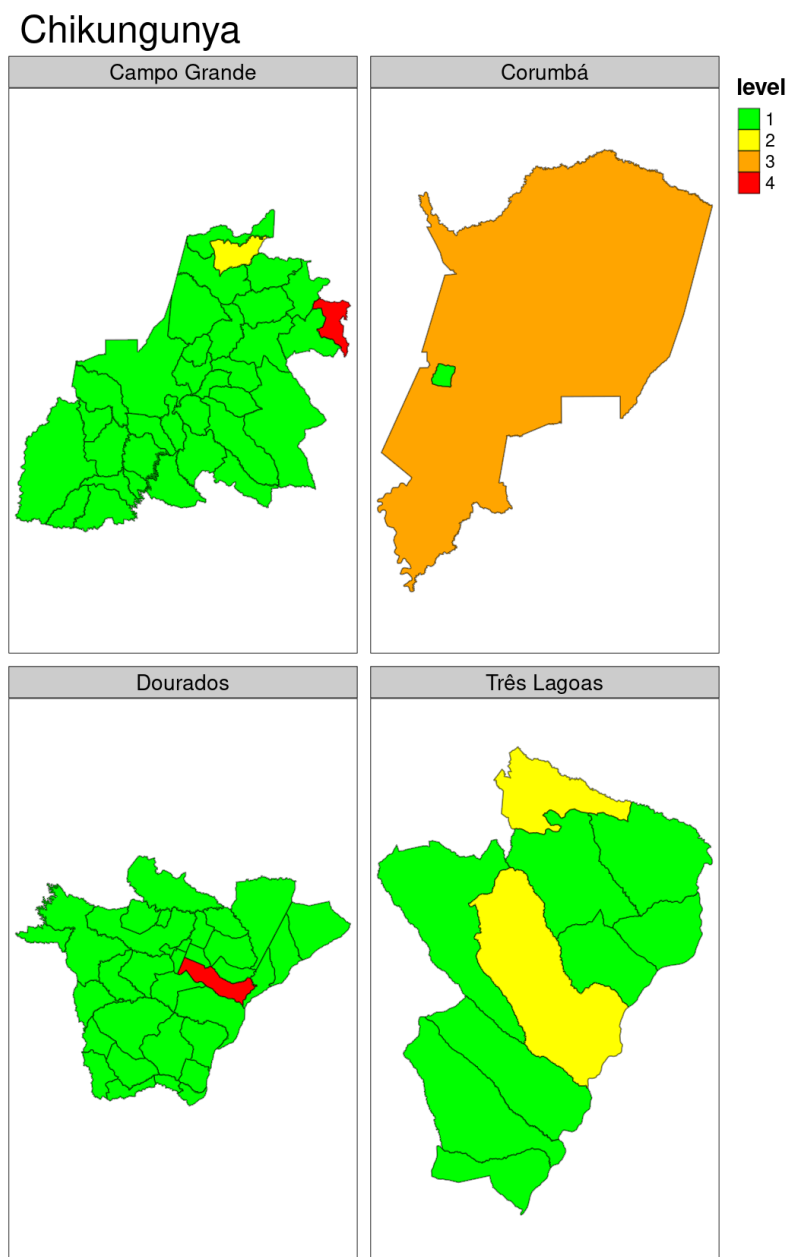 Chikungunya
Campo Grande
Corumbá
level
1
2
3
4
Dourados
Três Lagoas